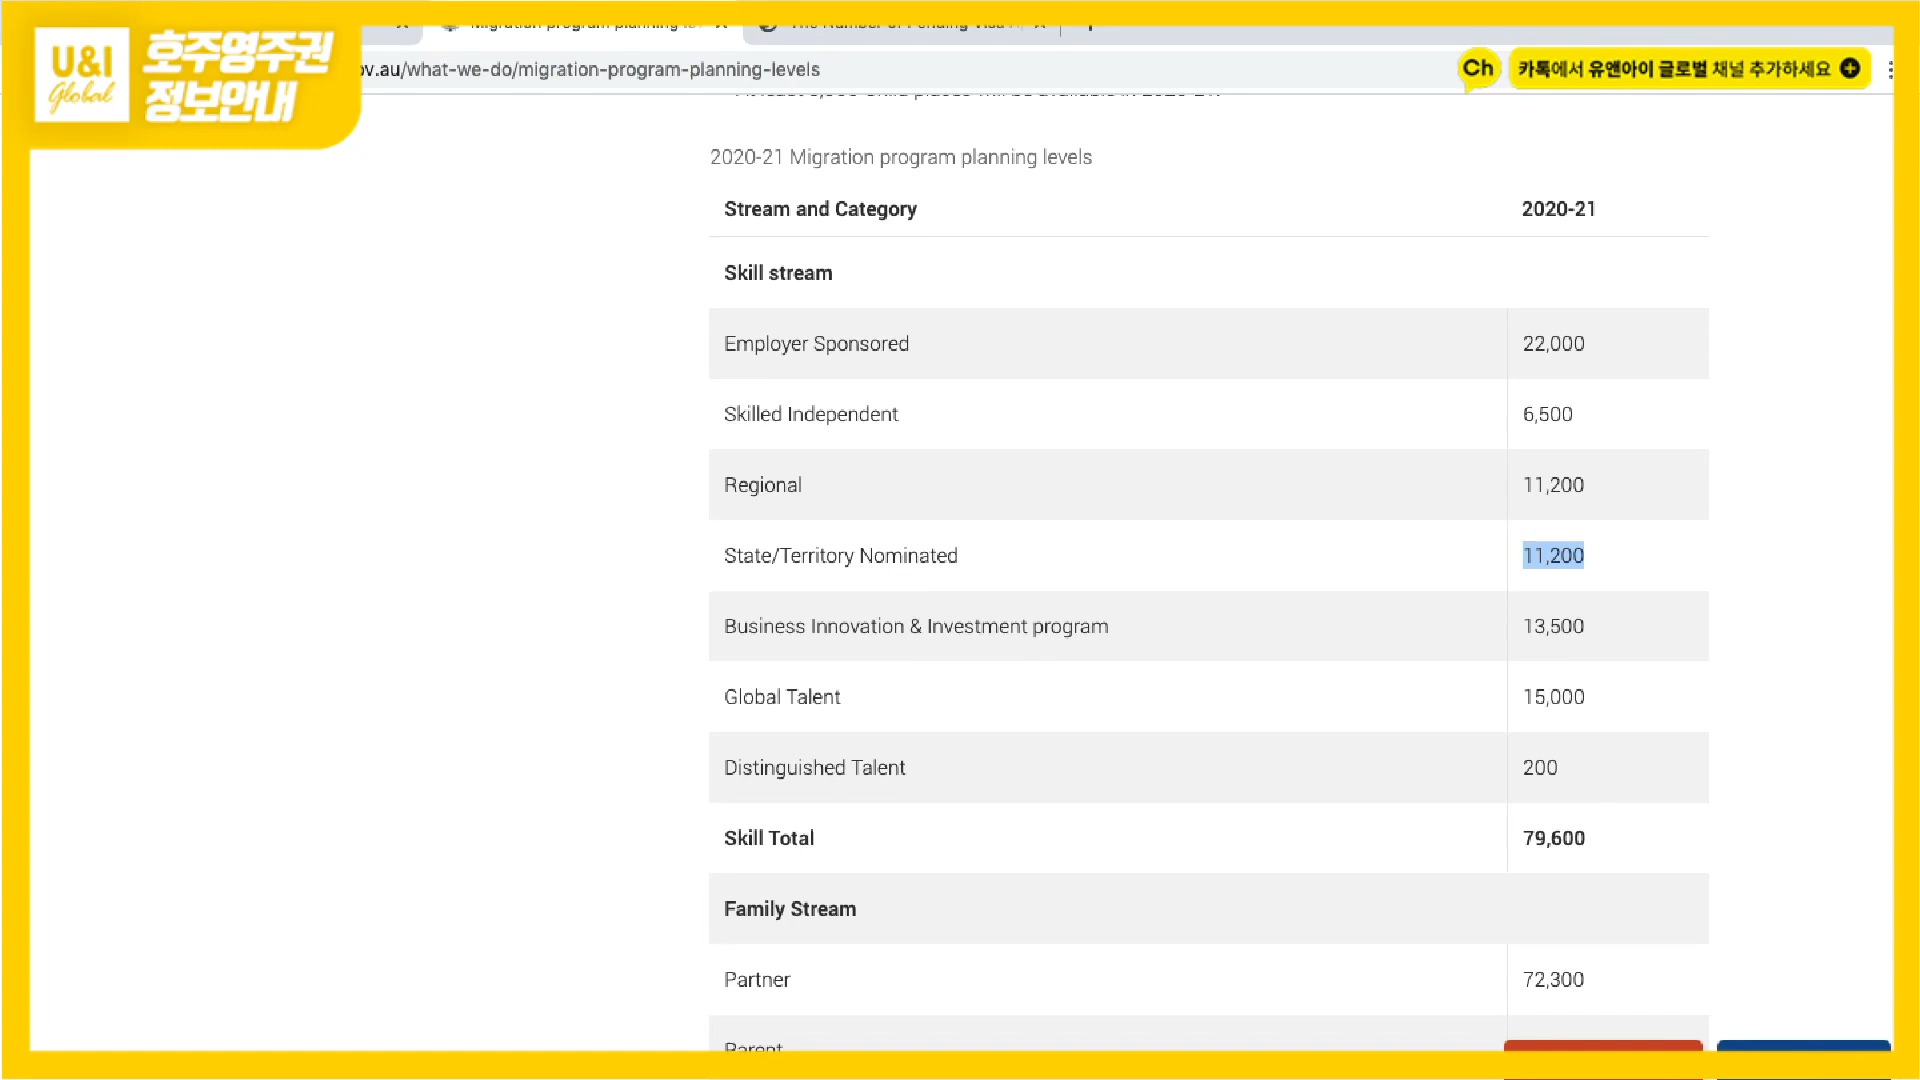 U&I
Global
호주영주권
정보안내
ov.au/what-we-do/migration-program-planning-levels
Ch
카톡에서 유앤아이 글로벌 채널 추가하세요
2020-21 Migration program planning levels
Stream and Category 2020-21
Skill stream
Employer Sponsored 22,000
Skilled Independent 6,500
Regional 11,200
State/Territory Nominated 11,200
Business Innovation & Investment program 13,500
Global Talent 15,000
Distinguished Talent 200
Skill Total 79,600
Family Stream
Partner 72,300
Parent